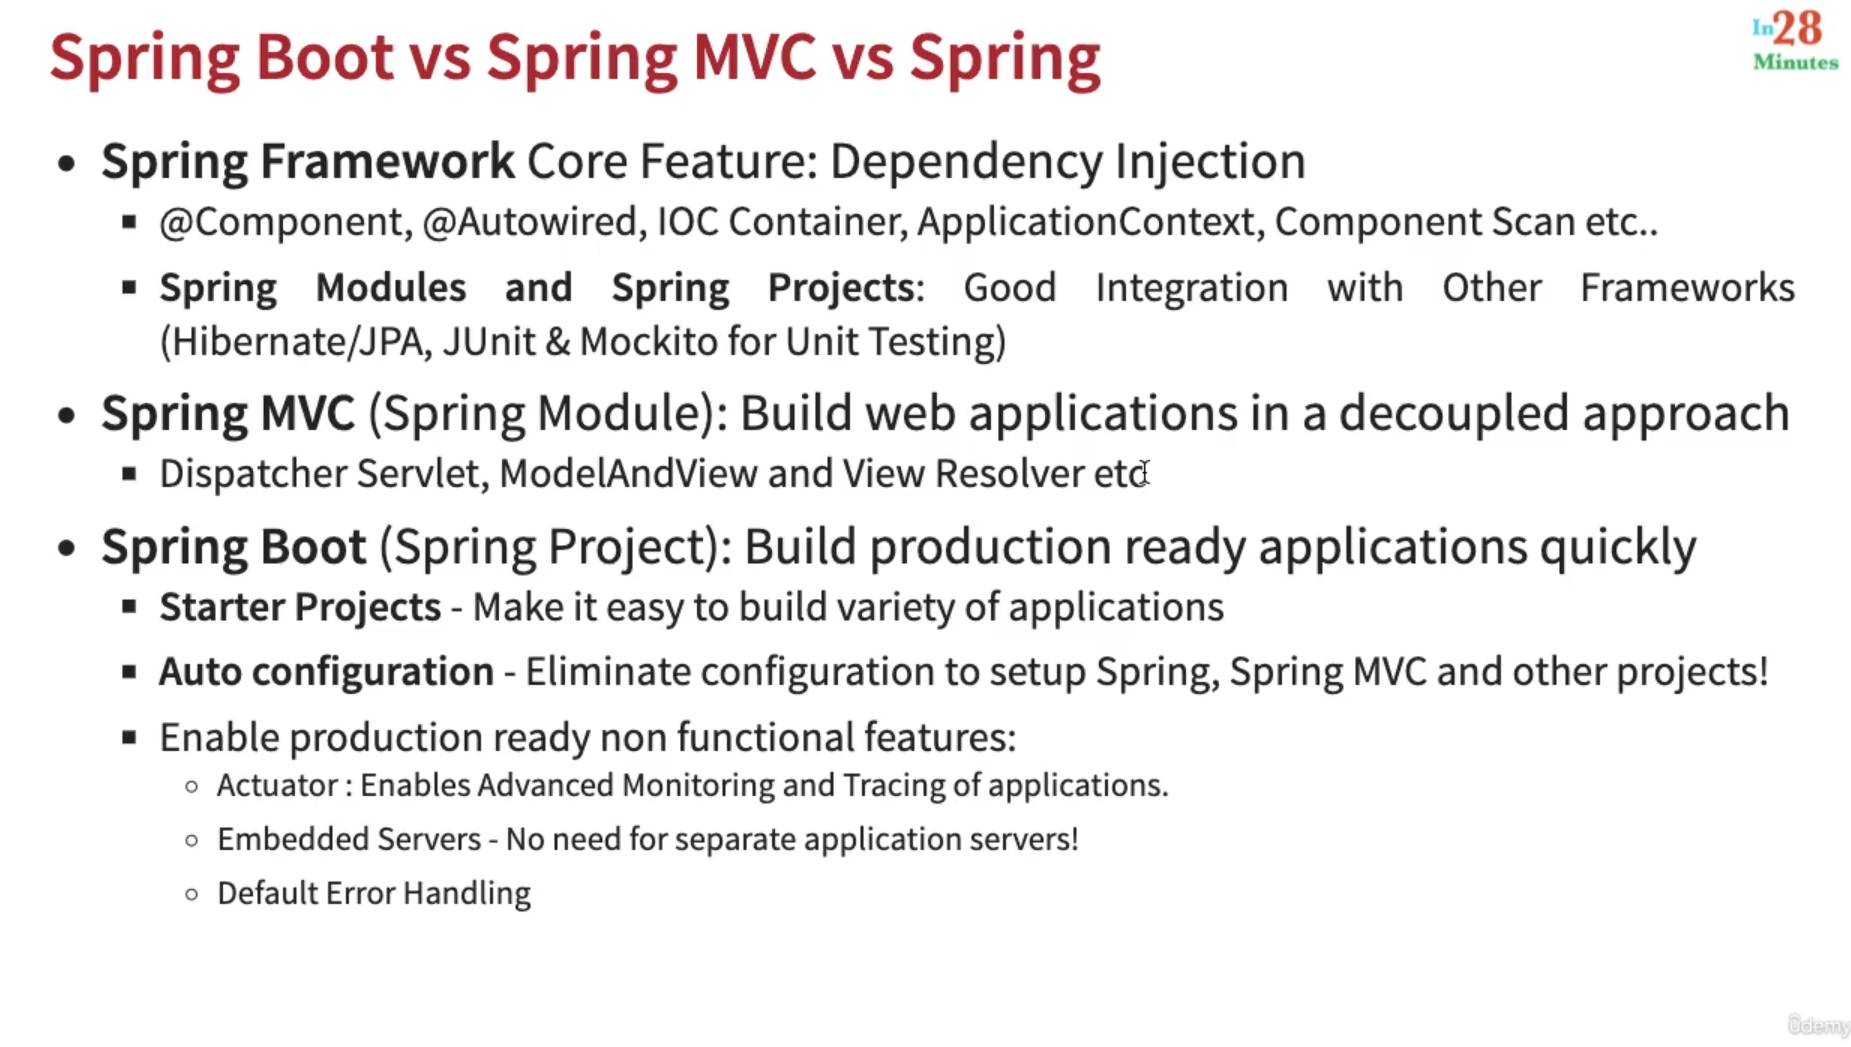 Spring Boot vs Spring MVC vs Spring
In28
Minutes
• Spring Framework Core Feature: Dependency Injection
▪ @Component, @Autowired, IOC Container, ApplicationContext, Component Scan etc..
▪ Spring Modules and Spring Projects: Good Integration with Other Frameworks
(Hibernate/JPA, JUnit & Mockito for Unit Testing)
• Spring MVC (Spring Module): Build web applications in a decoupled approach
▪ Dispatcher Servlet, ModelAndView and View Resolver etc
• Spring Boot (Spring Project): Build production ready applications quickly
▪ Starter Projects - Make it easy to build variety of applications
▪ Auto configuration - Eliminate configuration to setup Spring, Spring MVC and other projects!
▪ Enable production ready non functional features:
○ Actuator : Enables Advanced Monitoring and Tracing of applications.
○ Embedded Servers - No need for separate application servers!
○ Default Error Handling
ûdemy